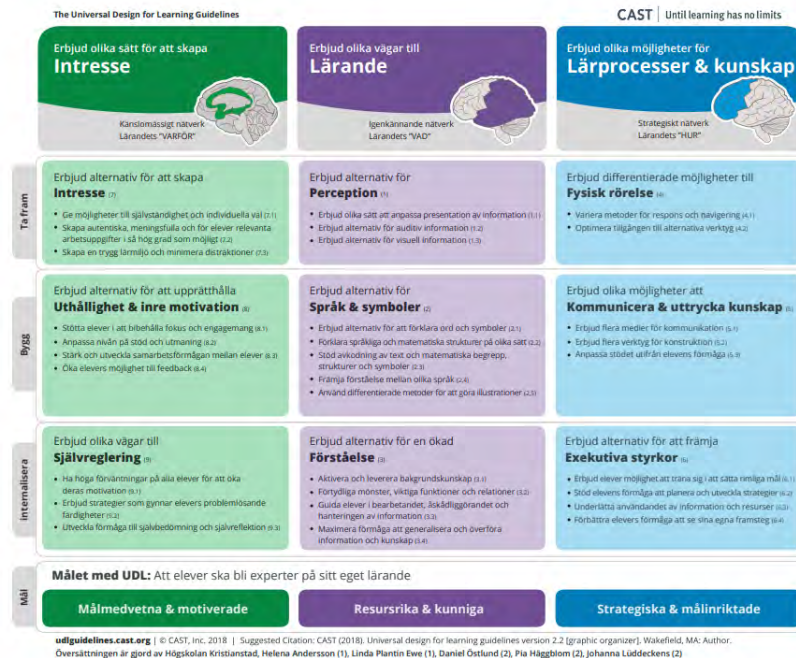 The Universal Design for Learning Guidelines
CAST | Until learning has no limits
Erbjud olika sätt för att skapa
Intresse
Känslomässigt nätverk
Lärandets "VARFÖR"
Erbjud olika vägar till
Lärande
Igenkännande nätverk
Lärandets "VAD"
Erbjud olika möjligheter för
Lärprocesser & kunskap
Strategiskt nätverk
Lärandets "HUR"
Ta fram
Erbjud alternativ för att skapa
Intresse (7)
• Ge möjligheter till självständighet och individuella val (7.1)
• Skapa autentiska, meningsfulla och för elever relevanta
arbetsuppgifter i så hög grad som möjligt (7.2)
• Skapa en trygg lärmiljö och minimera distraktioner (7.3)
Erbjud alternativ för
Perception (1)
• Erbjud olika sätt att anpassa presentation av information (1.1)
• Erbjud alternativ för auditiv information (1.2)
• Erbjud alternativ för visuell information (1.3)
Erbjud differentierade möjligheter till
Fysisk rörelse (4)
• Variera metoder för respons och navigering (4.1)
• Optimera tillgången till alternativa verktyg (4.2)
Bygg
Erbjud alternativ för att upprätthålla
Uthållighet & inre motivation (8)
• Stötta elever i att bibehålla fokus och engagemang (8.1)
• Anpassa nivån på stöd och utmaning (8.2)
• Stärk och utveckla samarbetsförmågan mellan elever (8.3)
• Öka elevers möjlighet till feedback (8.4)
Erbjud alternativ för
Språk & symboler (2)
• Erbjud alternativ för att förklara ord och symboler (2.1)
• Förklara språkliga och matematiska strukturer på olika sätt (2.2)
• Stöd avkodning av text och matematiska begrepp,
strukturer och symboler (2.3)
• Främja förståelse mellan olika språk (2.4)
• Använd differentierade metoder för att göra illustrationer (2.5)
Erbjud olika möjligheter att
Kommunicera & uttrycka kunskap (5)
• Erbjud flera medier för kommunikation (5.1)
• Erbjud flera verktyg för konstruktion (5.2)
• Anpassa stödet utifrån elevens förmåga (5.3)
internalisera
Erbjud olika vägar till
Självreglering (9)
• Ha höga förväntningar på alla elever för att öka
deras motivation (9.1)
• Erbjud strategier som gynnar elevers problemlösande
färdigheter (9.2)
• Utveckla förmåga till självbedömning och självreflektion (9.3)
Erbjud alternativ för en ökad
Förståelse (3)
• Aktivera och leverera bakgrundskunskap (3.1)
• Förtydliga mönster, viktiga funktioner och relationer (3.2)
• Guida elever i bearbetandet, åskådliggörandet och
hanteringen av information (3.3)
• Maximera förmåga att generalisera och överföra
information och kunskap (3.4)
Erbjud alternativ för att främja
Exekutiva styrkor (6)
• Erbjud elever möjlighet att träna sig i att sätta rimliga mål (6.1)
• Stöd elevens förmåga att planera och utveckla strategier (6.2)
• Underlätta användandet av information och resurser (6.3)
• Förbättra elevers förmåga att se sina egna framsteg (6.4)
Mål
Målet med UDL: Att elever ska bli experter på sitt eget lärande
Målmedvetna & motiverade
Resursrika & kunniga
Strategiska & målinriktade
udlguidelines.cast.org | © CAST, Inc. 2018 | Suggested Citation: CAST (2018). Universal design for learning guidelines version 2.2 [graphic organizer]. Wakefield, MA: Author.
Översättningen är gjord av Högskolan Kristianstad, Helena Andersson (1), Linda Plantin Ewe (1), Daniel Östlund (2), Pia Häggblom (2), Johanna Lüddeckens (2)